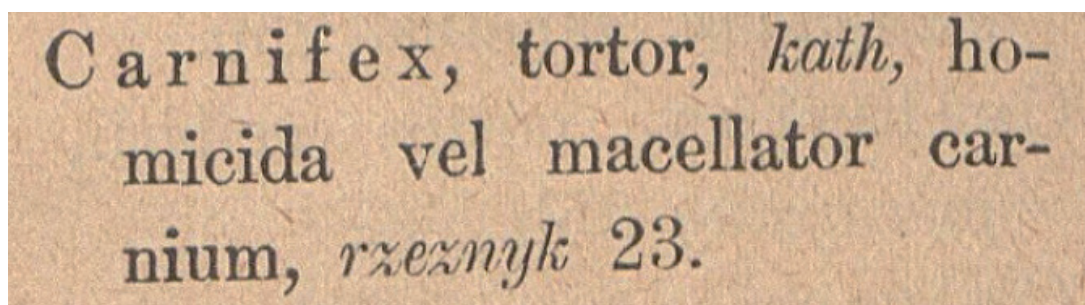 Carnifex, tortor, kath, ho-
micida vel macellator car-
nium, rzeznyk 23.